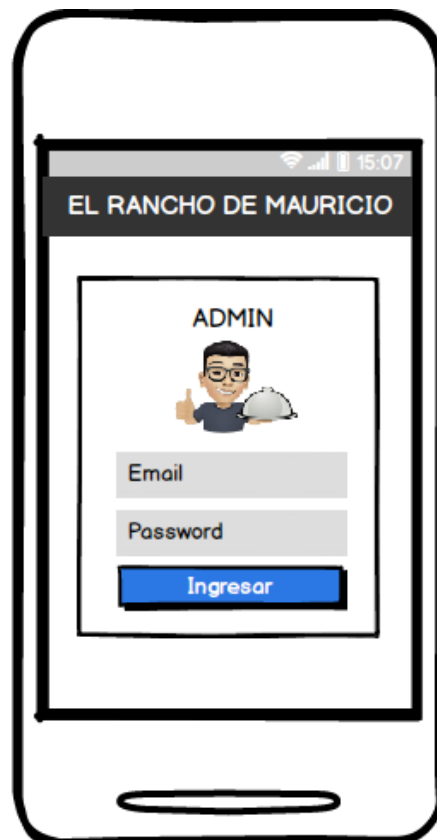 15:07
EL RANCHO DE MAURICIO
ADMIN
Email
Password
Ingresar